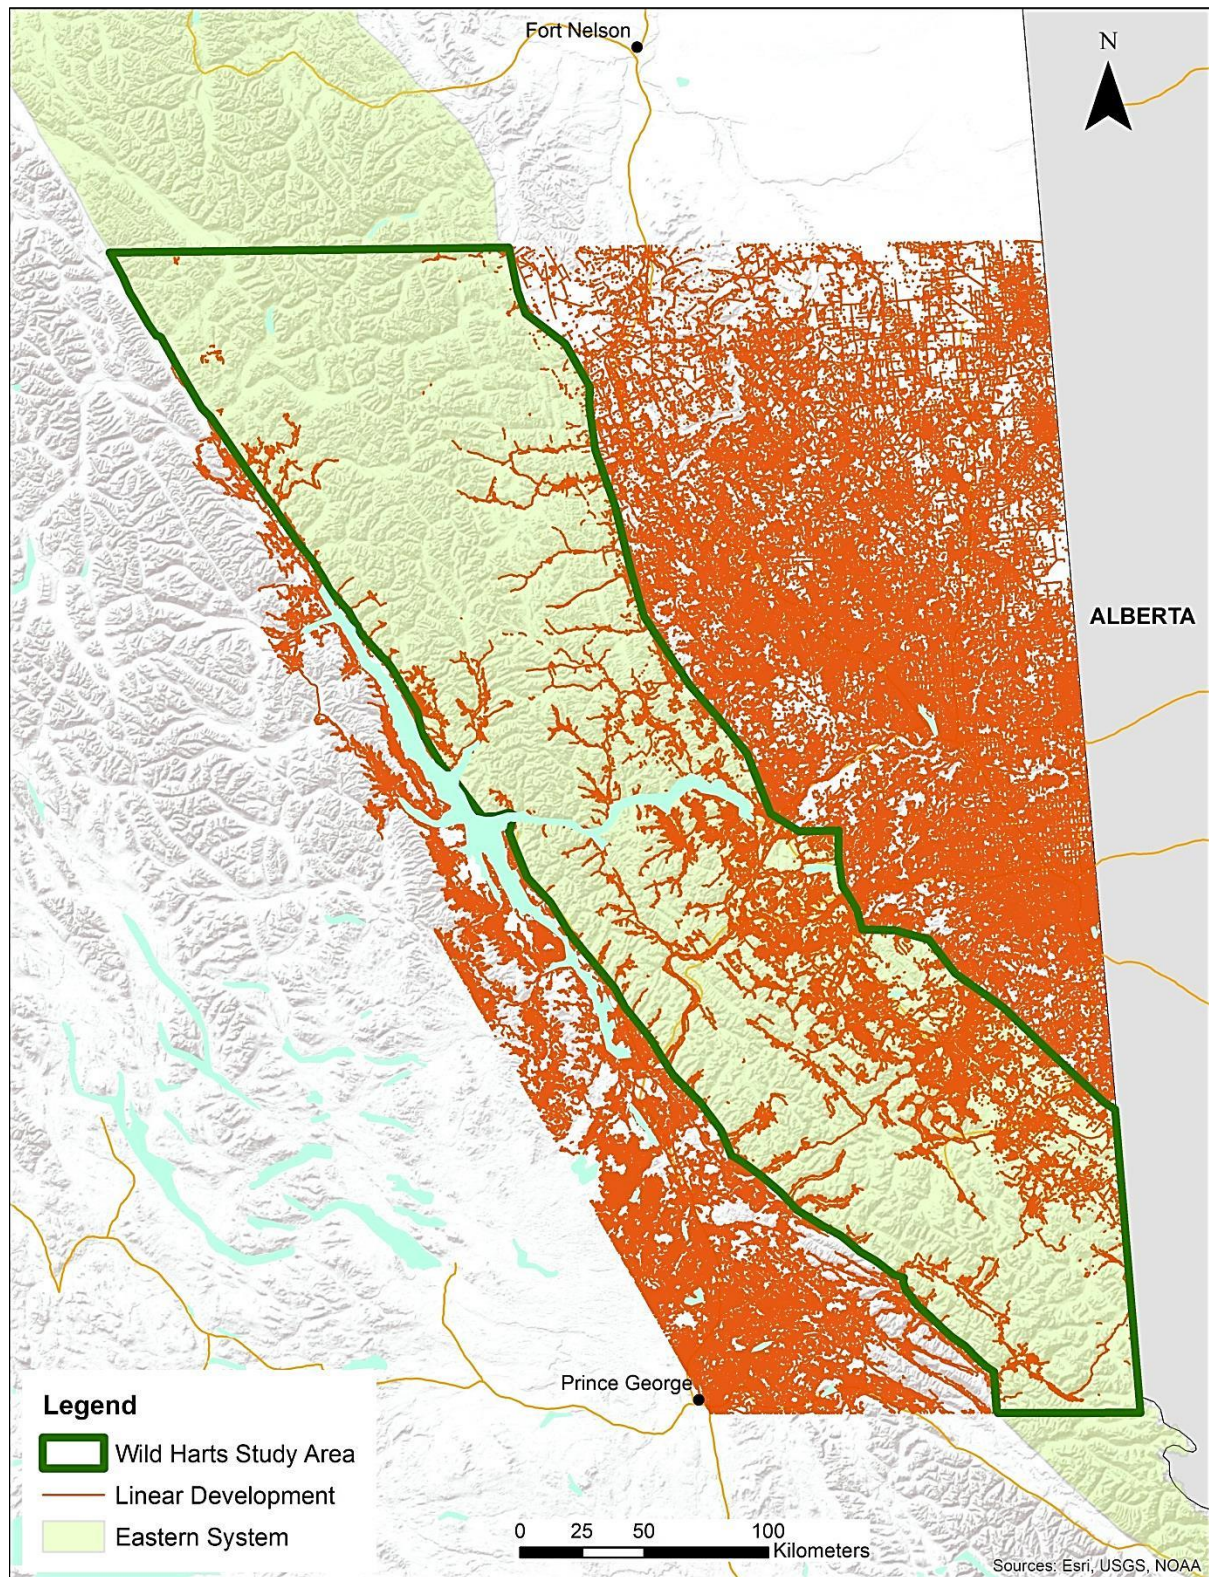 Fort Nelson
N
ALBERTA
Prince George
Legend
Wild Harts Study Area
Linear Development
Eastern System
0 25 50 100
Kilometers
Sources: Esri, USGS, NOAA